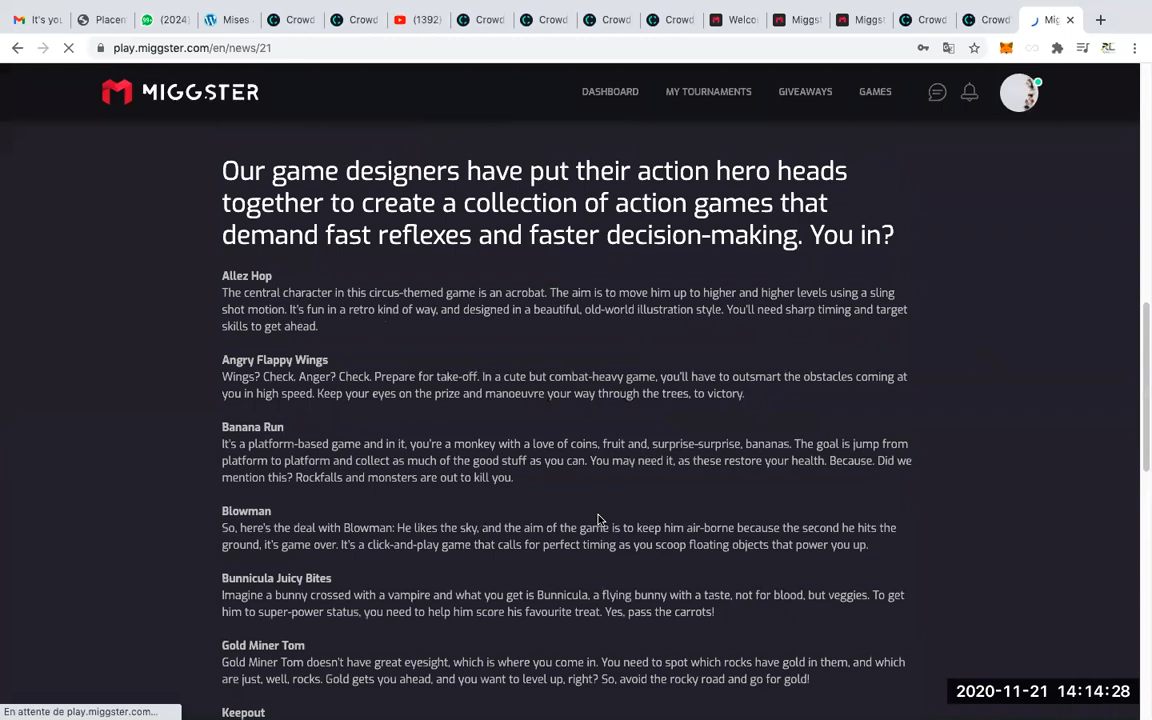 It's you
Placem
(2024)
Mises
Crowd
Crowd
(1392)
Crowd
Crowd
Crowd
Crowd
Welco
Miggst
Miggst
Crowd
Crowd
Mig
play.miggster.com/en/news/21
MIGGSTER
DASHBOARD
MY TOURNAMENTS
GIVEAWAYS
GAMES
Our game designers have put their action hero heads
together to create a collection of action games that
demand fast reflexes and faster decision-making. You in?
Allez Hop
The central character in this circus-themed game is an acrobat. The aim is to move him up to higher and higher levels using a sling
shot motion. It's fun in a retro kind of way, and designed in a beautiful, old-world illustration style. You'll need sharp timing and target
skills to get ahead.
Angry Flappy Wings
Wings? Check. Anger? Check. Prepare for take-off. In a cute but combat-heavy game, you'll have to outsmart the obstacles coming at
you in high speed. Keep your eyes on the prize and manoeuvre your way through the trees, to victory.
Banana Run
It's a platform-based game and in it, you're a monkey with a love of coins, fruit and, surprise-surprise, bananas. The goal is jump from
platform to platform and collect as much of the good stuff as you can. You may need it, as these restore your health. Because. Did we
mention this? Rockfalls and monsters are out to kill you.
Blowman
So, here's the deal with Blowman: He likes the sky, and the aim of the game is to keep him air-borne because the second he hits the
ground, it's game over. It's a click-and-play game that calls for perfect timing as you scoop floating objects that power you up.
Bunnicula Juicy Bites
Imagine a bunny crossed with a vampire and what you get is Bunnicula, a flying bunny with a taste, not for blood, but veggies. To get
him to super-power status, you need to help him score his favourite treat. Yes, pass the carrots!
Gold Miner Tom
Gold Miner Tom doesn't have great eyesight, which is where you come in. You need to spot which rocks have gold in them, and which
are just, well, rocks. Gold gets you ahead, and you want to level up, right? So, avoid the rocky road and go for gold!
Keepout
En attente de play.miggster.com...
2020-11-21 14:14:28